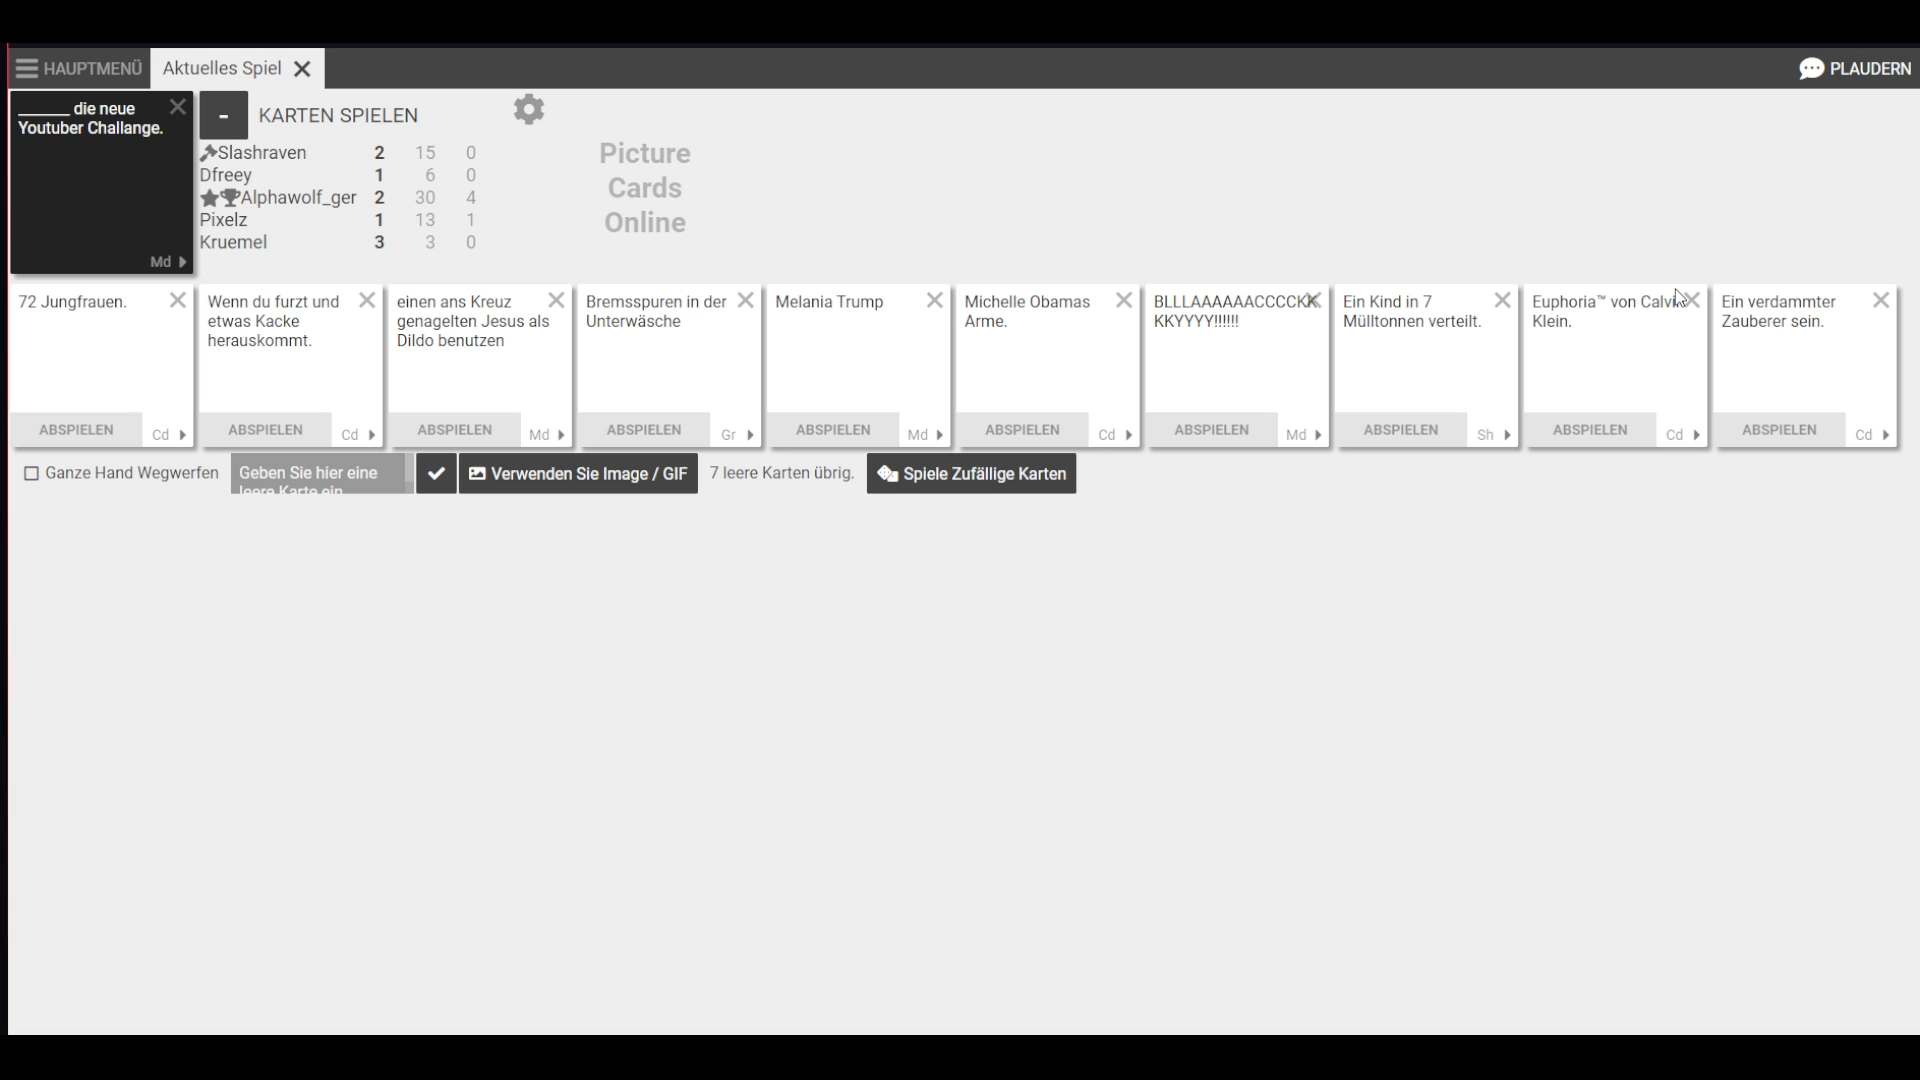 HAUPTMENÜ
Aktuelles Spiel
PLAUDERN
______ die neue
Youtuber Challange.
Md
-
KARTEN SPIELEN
Slashraven 2 15 0
Dfreey 1 6 0
Alphawolf_ger 2 30 4
Pixelz 1 13 1
Kruemel 3 3 0
Picture
Cards
Online
72 Jungfrauen.
ABSPIELEN
Cd
Wenn du furzt und
etwas Kacke
herauskommt.
ABSPIELEN
Cd
einen ans Kreuz
genagelten Jesus als
Dildo benutzen
ABSPIELEN
Md
Bremsspuren in der
Unterwäsche
ABSPIELEN
Gr
Melania Trump
ABSPIELEN
Md
Michelle Obamas
Arme.
ABSPIELEN
Cd
BLLLAAAAAACCCCKK
KKYYYY!!!!!!
ABSPIELEN
Md
Ein Kind in 7
Mülltonnen verteilt.
ABSPIELEN
Sh
Euphoria™ von Calvin
Klein.
ABSPIELEN
Cd
Ein verdammter
Zauberer sein.
ABSPIELEN
Cd
Ganze Hand Wegwerfen
Geben Sie hier eine
leere Karte ein
Verwenden Sie Image / GIF
7 leere Karten übrig.
Spiele Zufällige Karten